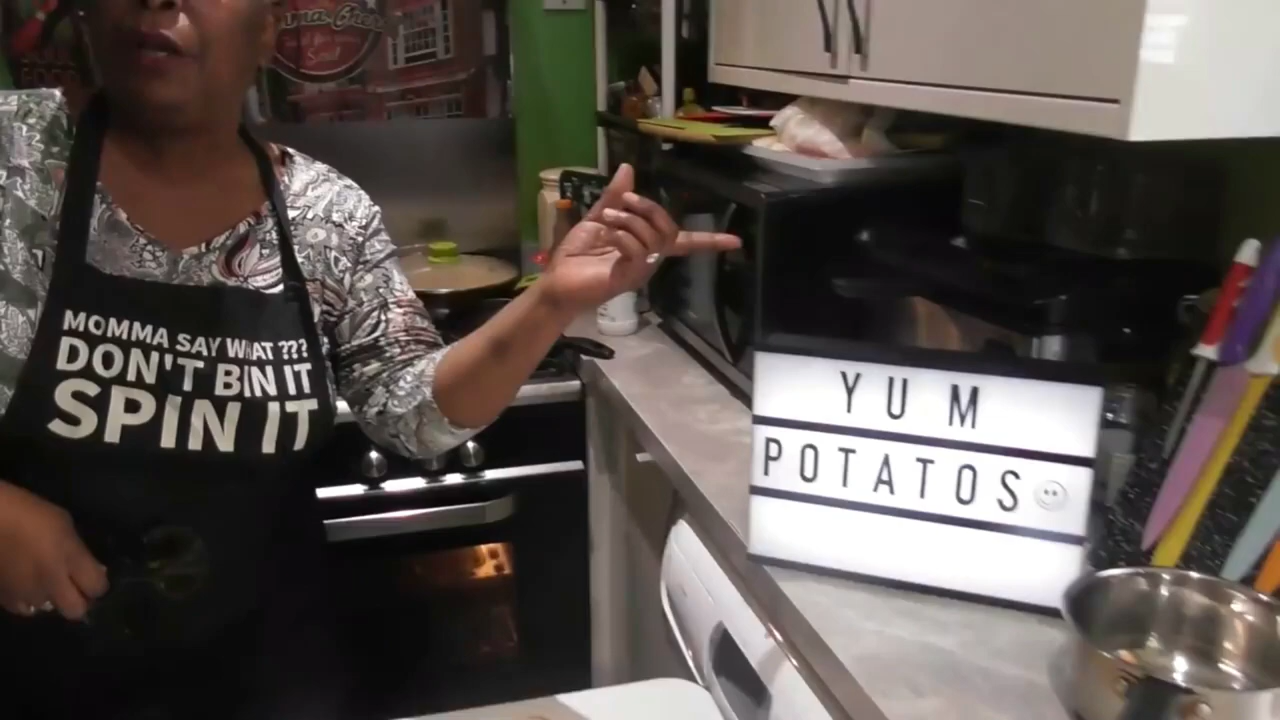 MOMMA SAY WHAT ???
DON'T BIN IT
SPIN IT
YUM
POTATOS